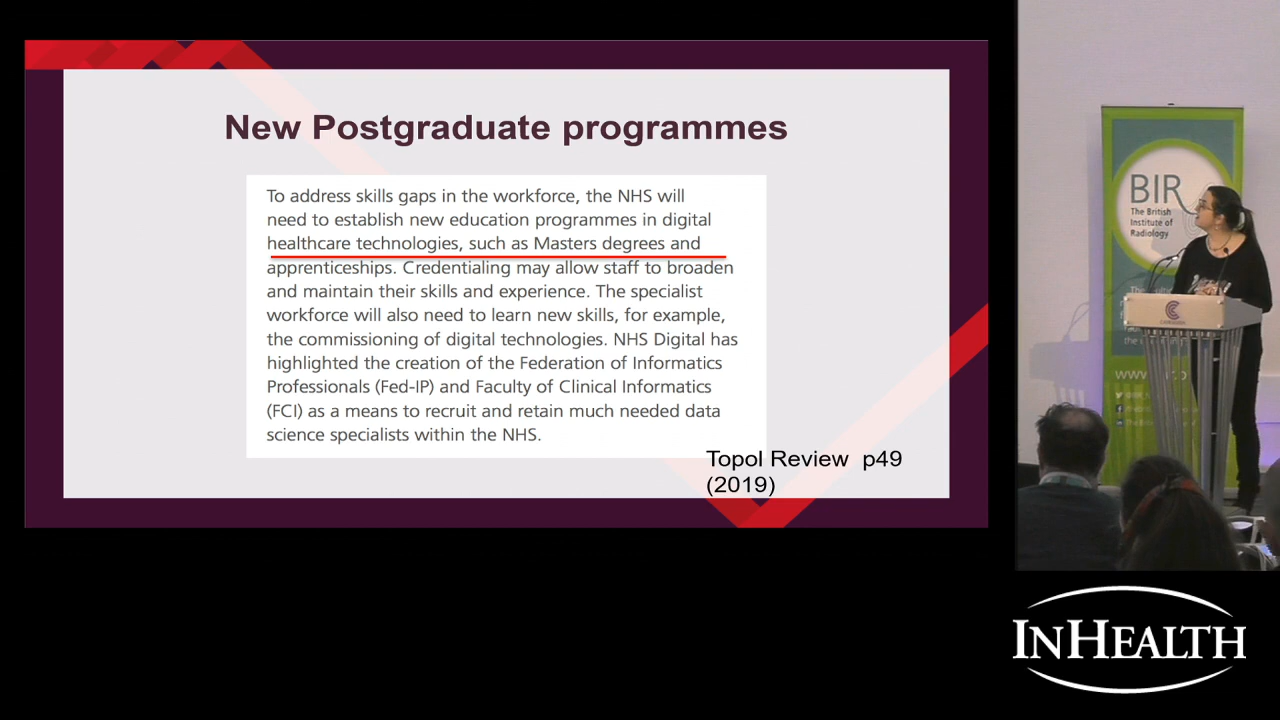 New Postgraduate programmes
To address skills gaps in the workforce, the NHS will
need to establish new education programmes in digital
healthcare technologies, such as Masters degrees and
apprenticeships. Credentialing may allow staff to broaden
and maintain their skills and experience. The specialist
workforce will also need to learn new skills, for example,
the commissioning of digital technologies. NHS Digital has
highlighted the creation of the Federation of Informatics
Professionals (Fed-IP) and Faculty of Clinical Informatics
(FCI) as a means to recruit and retain much needed data
science specialists within the NHS.
Topol Review p49
(2019)
BIR
The British
Institute of
Radiology
INHEALTH